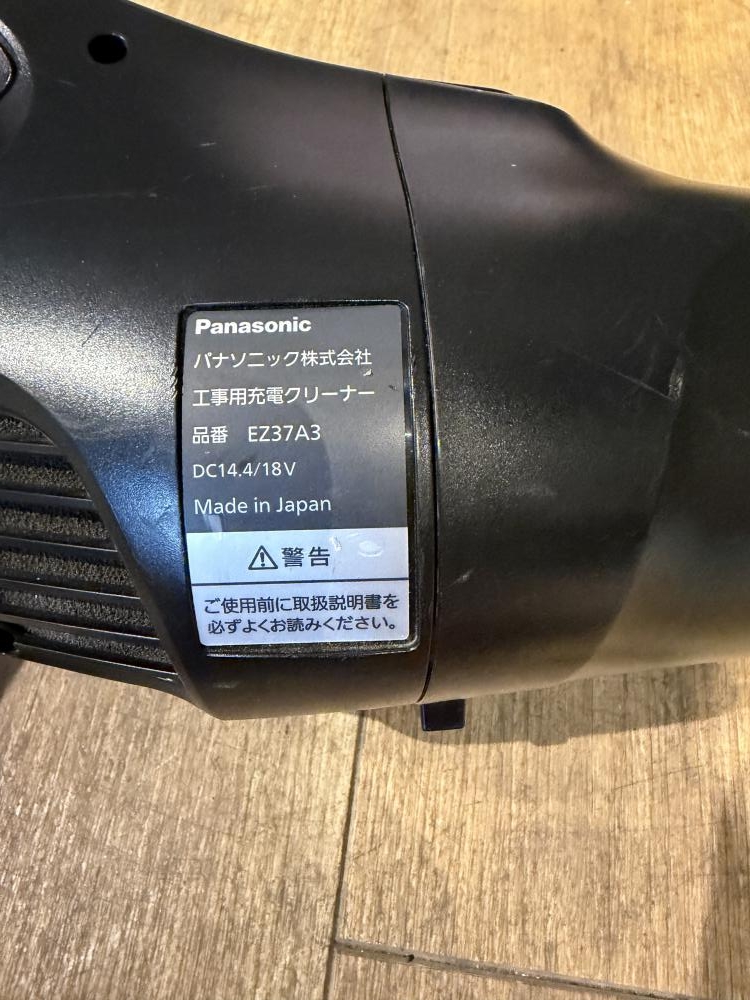 Panasonic
パナソニック株式会社
工事用充電クリーナー
品番 EZ37A3
DC14.4/18V
Made in Japan
⚠警告
ご使用前に取扱説明書を
必ずよくお読みください。